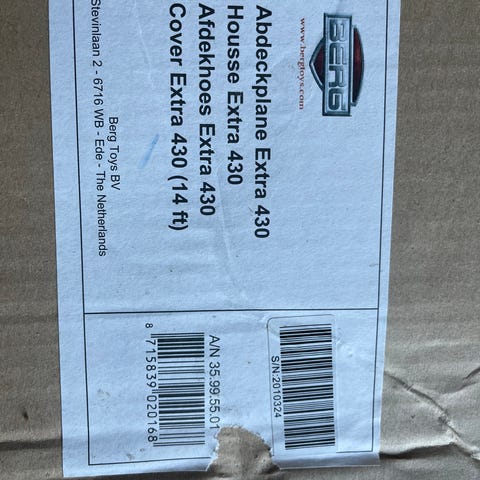 BERG
www.bergtoys.com
Abdeckplane Extra 430
Housse Extra 430
Afdekhoes Extra 430
Cover Extra 430 (14 ft)
Berg Toys BV
Stevinlaan 2 - 6716 WB - Ede - The Netherlands
S/N:2010324
A/N 35.99.55.01
8 715839 020168